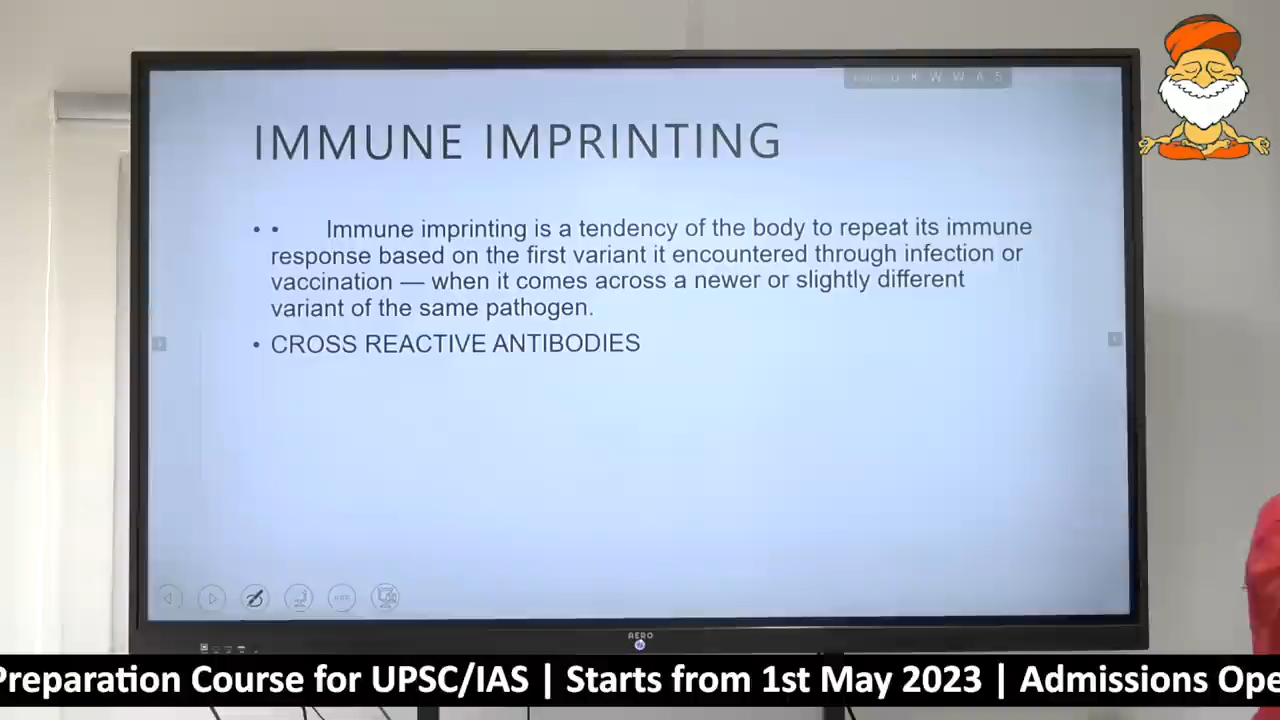 IMMUNE IMPRINTING
• • Immune imprinting is a tendency of the body to repeat its immune
response based on the first variant it encountered through infection or
vaccination — when it comes across a newer or slightly different
variant of the same pathogen.
• CROSS REACTIVE ANTIBODIES
AERO
Preparation Course for UPSC/IAS | Starts from 1st May 2023 | Admissions Ope